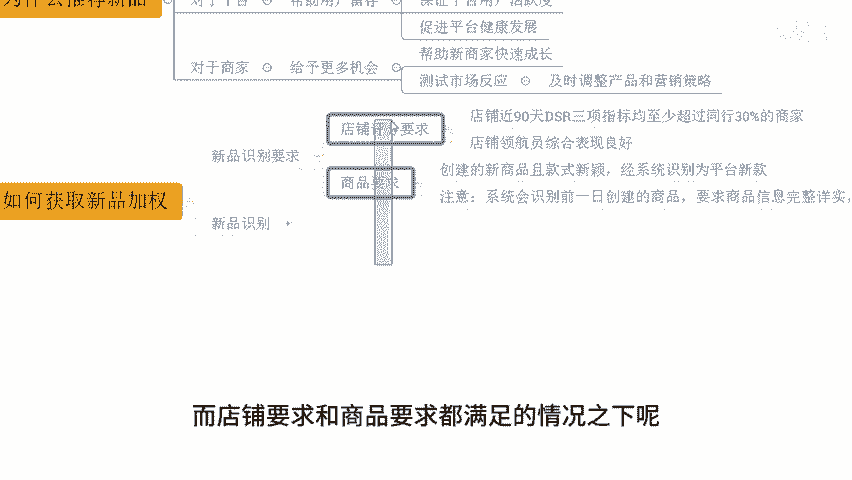 为什么推荐新品
对于平台 帮助用户留存 保证平台用户活跃度
促进平台健康发展
对于商家 给予更多机会 帮助新商家快速成长
测试市场反应 及时调整产品和营销策略
如何获取新品加权
新品识别要求
店铺评分要求 店铺近90天DSR三项指标均至少超过同行30%的商家
店铺领航员综合表现良好
商品要求 创建的新商品且款式新颖，经系统识别为平台新款
注意：系统会识别前一日创建的商品，要求商品信息完整详实，
新品识别
而店铺要求和商品要求都满足的情况之下呢